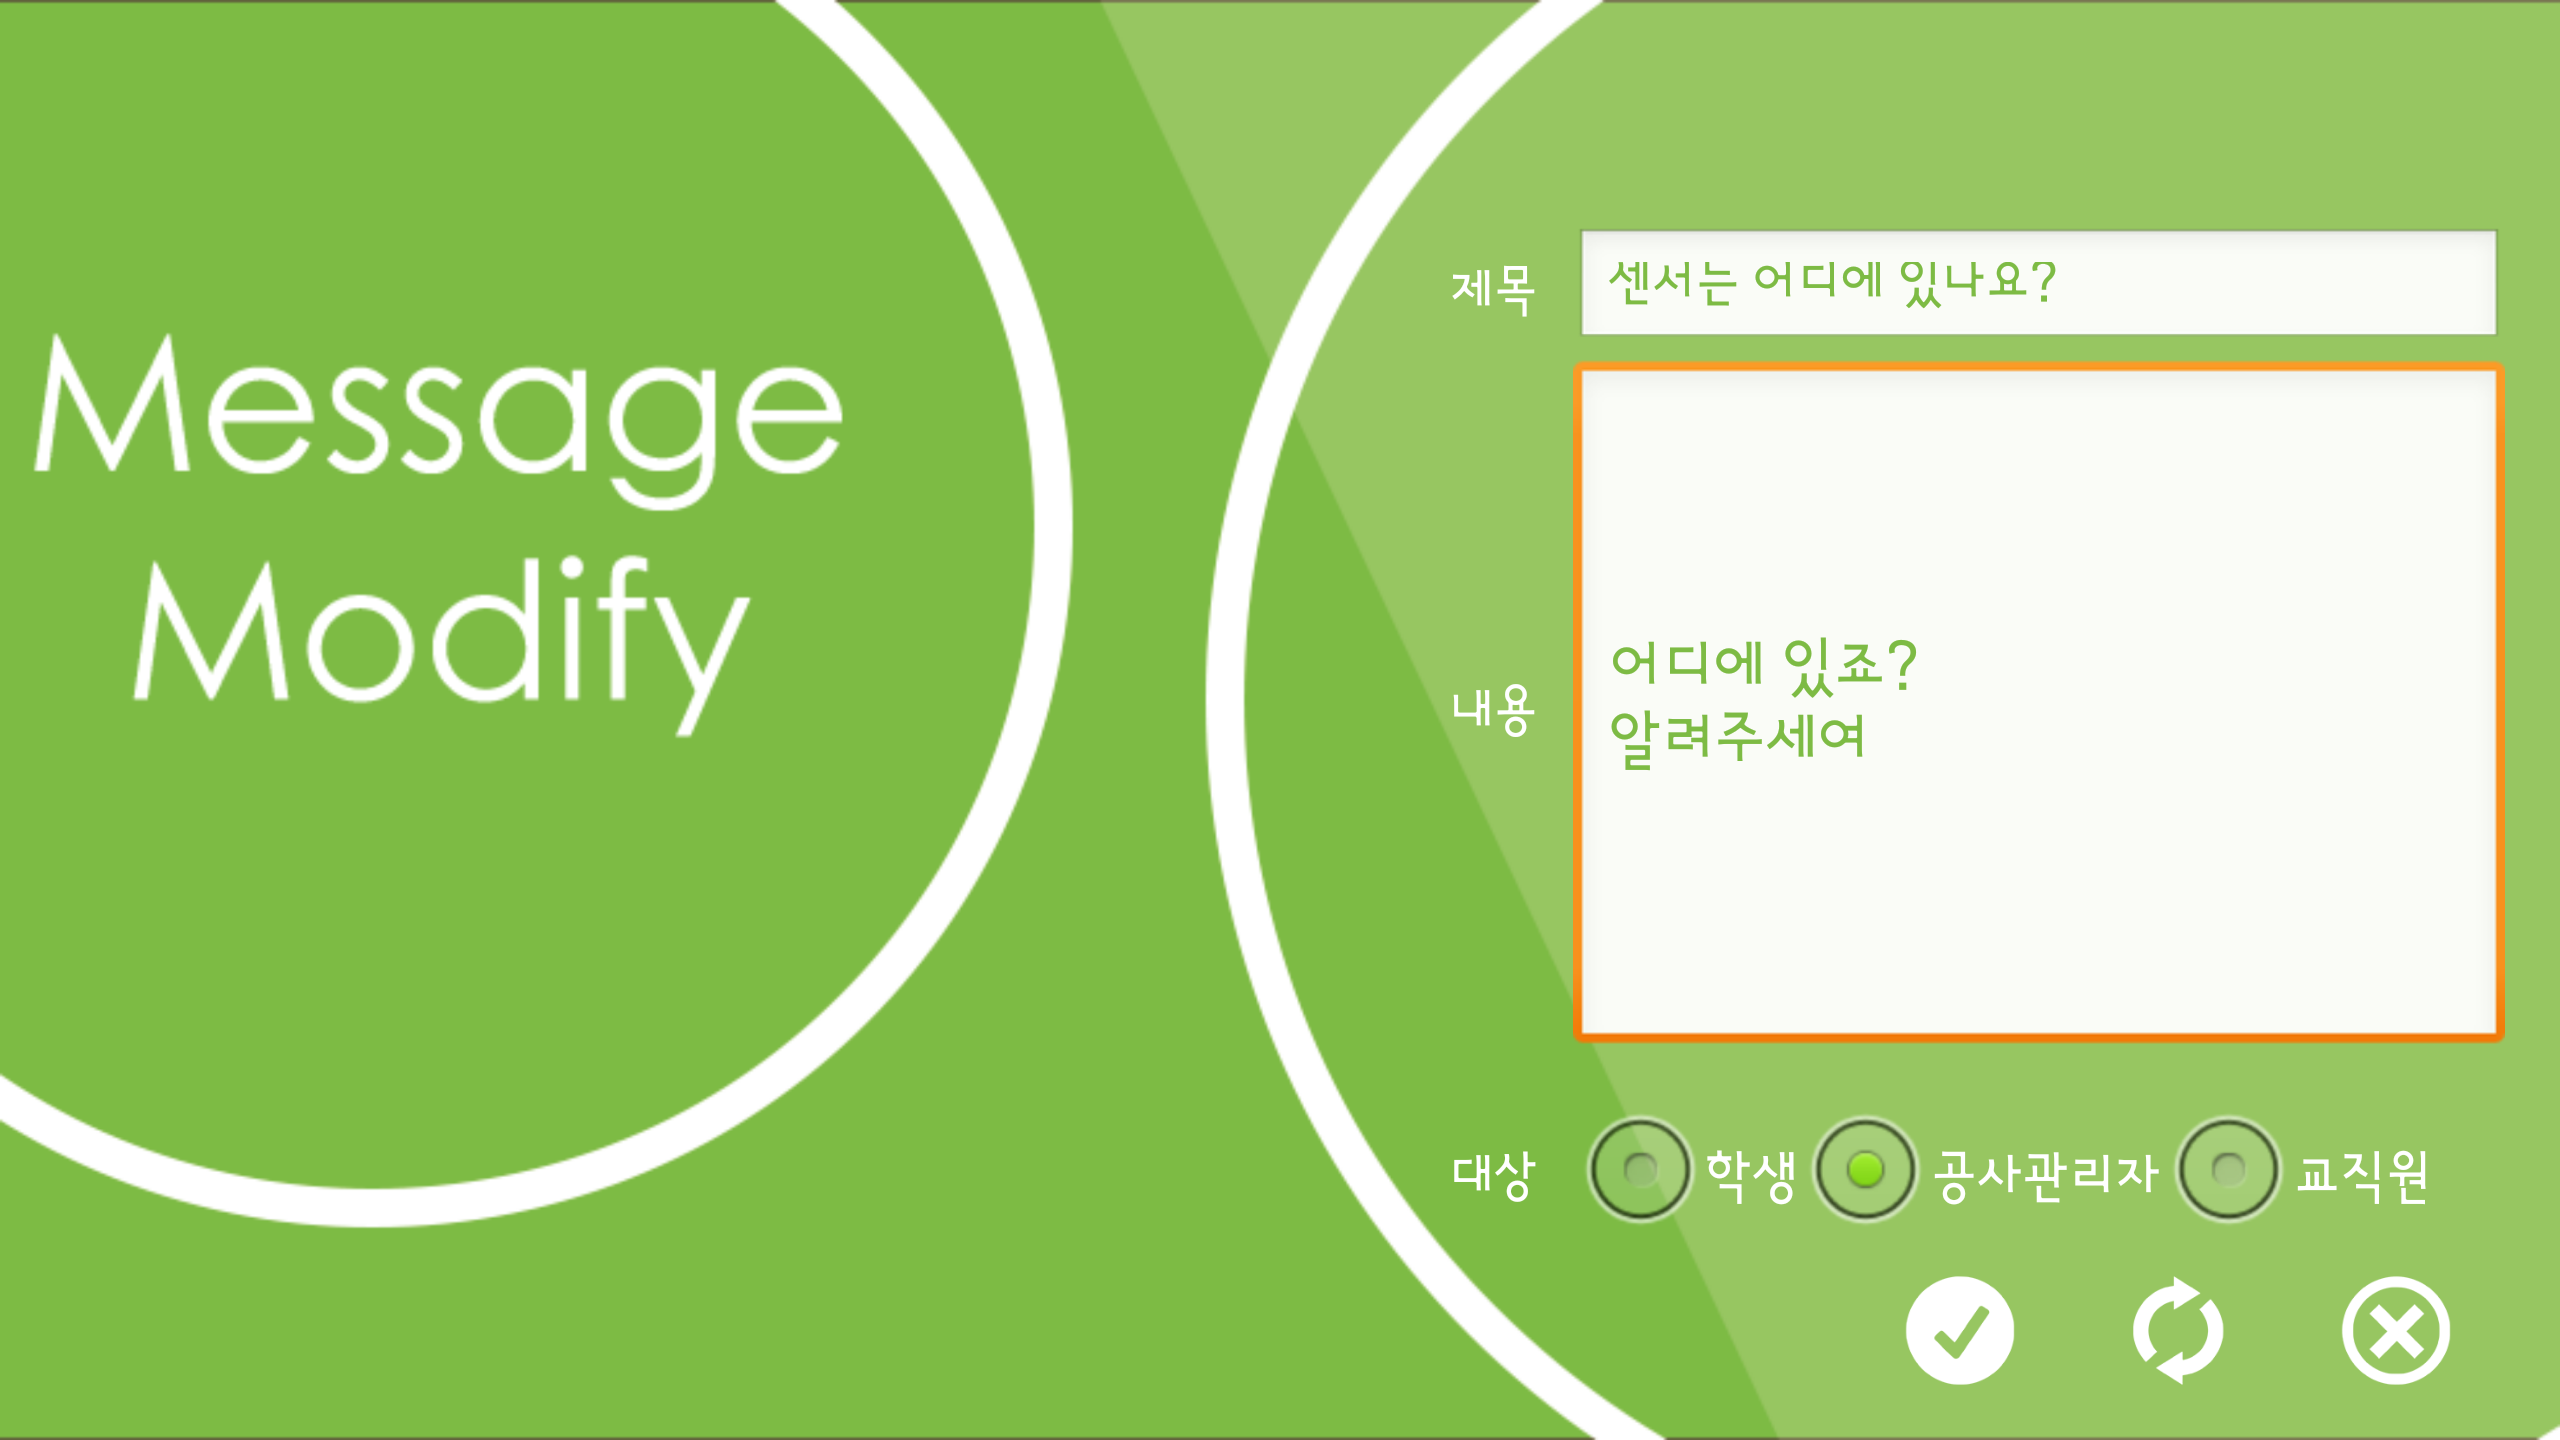 Message
Modify
제목
센서는 어디에 있나요?
내용
어디에 있죠?
알려주세여
대상 학생 공사관리자 교직원